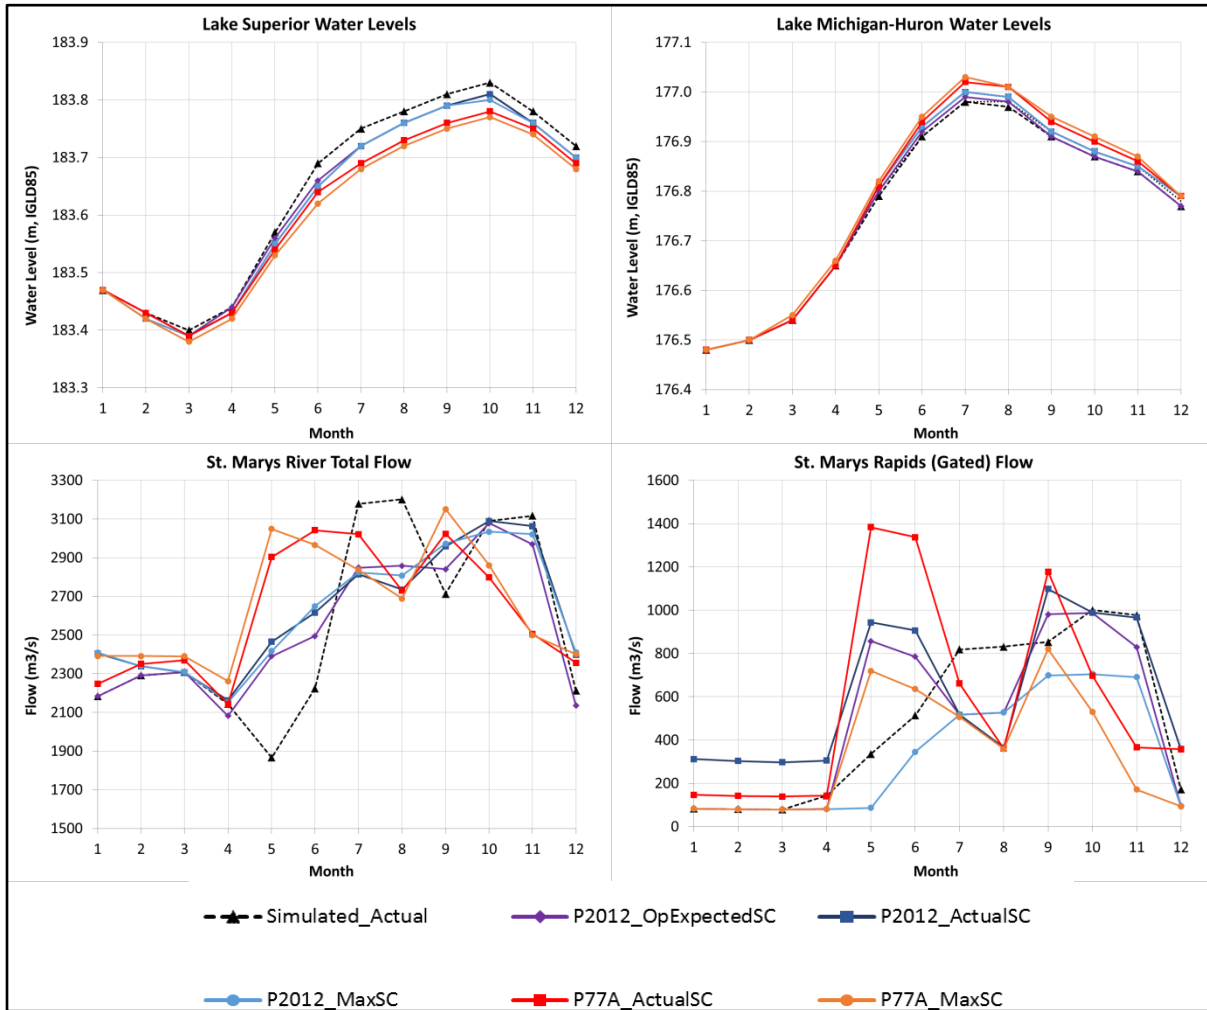 Lake Superior Water Levels
Water Level (m, IGLD85)
183.9
183.8
183.7
183.6
183.5
183.4
183.3
1 2 3 4 5 6 7 8 9 10 11 12
Month
Lake Michigan-Huron Water Levels
Water Level (m, IGLD85)
177.1
177.0
176.9
176.8
176.7
176.6
176.5
176.4
1 2 3 4 5 6 7 8 9 10 11 12
Month
St. Marys River Total Flow
Flow (m3/s)
3300
3100
2900
2700
2500
2300
2100
1900
1700
1500
1 2 3 4 5 6 7 8 9 10 11 12
Month
St. Marys Rapids (Gated) Flow
Flow (m3/s)
1600
1400
1200
1000
800
600
400
200
0
1 2 3 4 5 6 7 8 9 10 11 12
Month
Simulated_Actual P2012_OpExpectedSC P2012_ActualSC
P2012_MaxSC P77A_ActualSC P77A_MaxSC